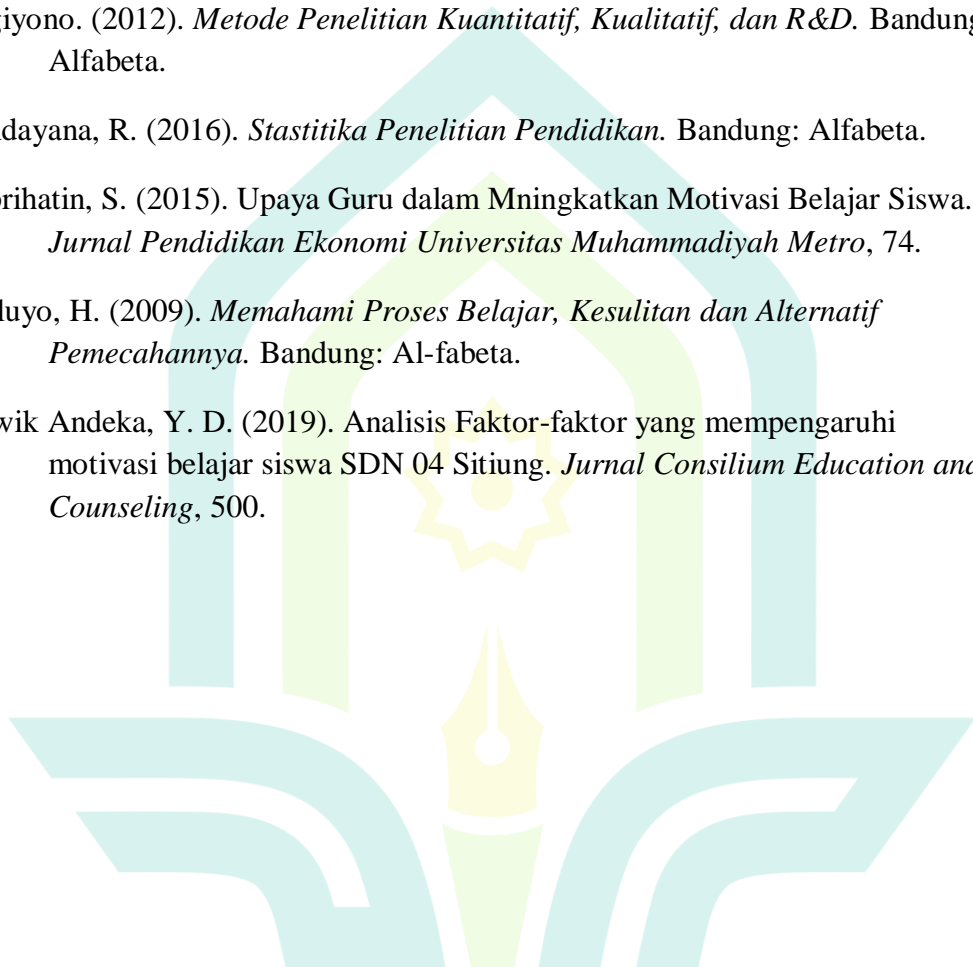 giyono. (2012). Metode Penelitian Kuantitatif, Kualitatif, dan R&D. Bandung
Alfabeta.
dayana, R. (2016). Stastitika Penelitian Pendidikan. Bandung: Alfabeta.
prihatin, S. (2015). Upaya Guru dalam Mningkatkan Motivasi Belajar Siswa.
Jurnal Pendidikan Ekonomi Universitas Muhammadiyah Metro, 74.
luyo, H. (2009). Memahami Proses Belajar, Kesulitan dan Alternatif
Pemecahannya. Bandung: Al-fabeta.
wik Andeka, Y. D. (2019). Analisis Faktor-faktor yang mempengaruhi
motivasi belajar siswa SDN 04 Sitiung. Jurnal Consilium Education and
Counseling, 500.